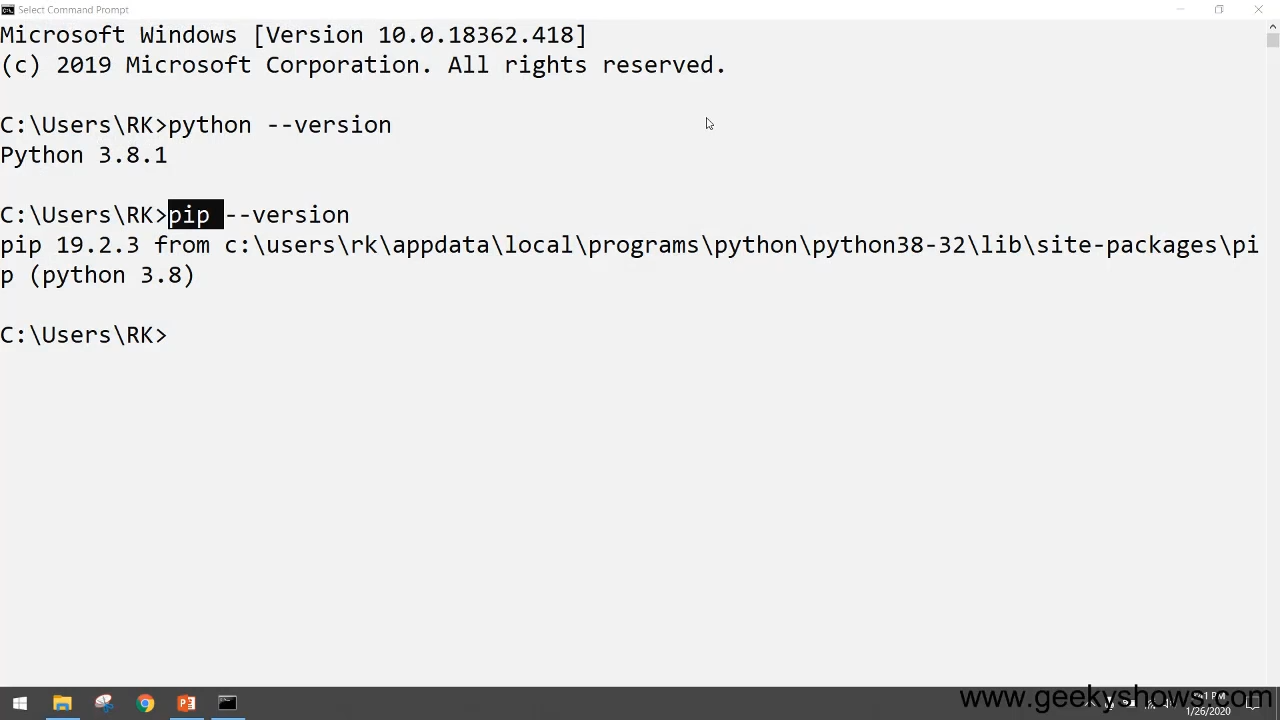 Select Command Prompt
Microsoft Windows [Version 10.0.18362.418]
(c) 2019 Microsoft Corporation. All rights reserved.
C:\Users\RK>python --version
Python 3.8.1
C:\Users\RK>pip --version
pip 19.2.3 from c:\users\rk\appdata\local\programs\python\python38-32\lib\site-packages\pi
p (python 3.8)
C:\Users\RK>
www.geekyshows.com
1/26/2020